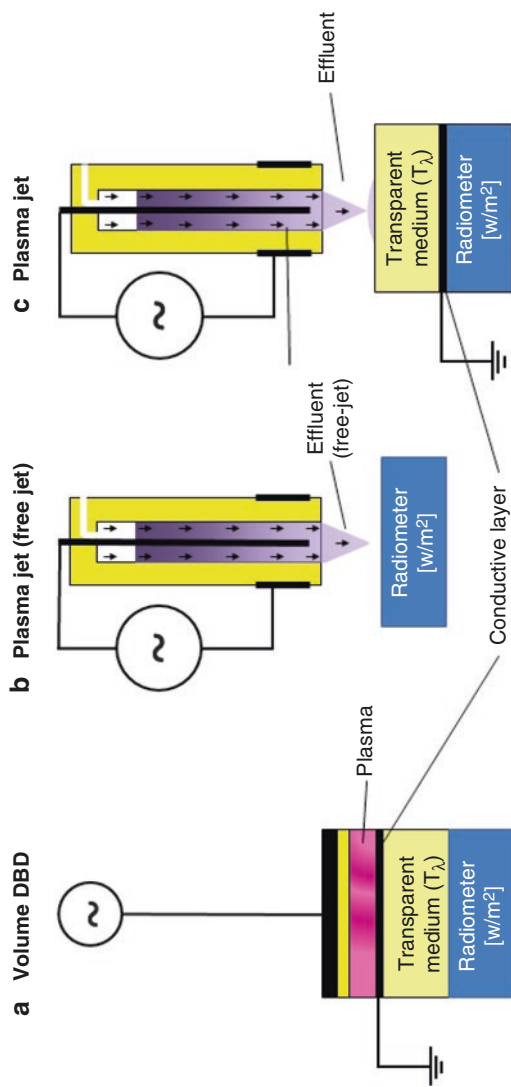 a Volume DBD
~
Plasma
Transparent
medium (Tλ)
Radiometer
[w/m²]
b Plasma jet (free jet)
~
Effluent
(free-jet)
Radiometer
[w/m²]
Conductive layer
c Plasma jet
~
Effluent
Transparent
medium (Tλ)
Radiometer
[w/m²]